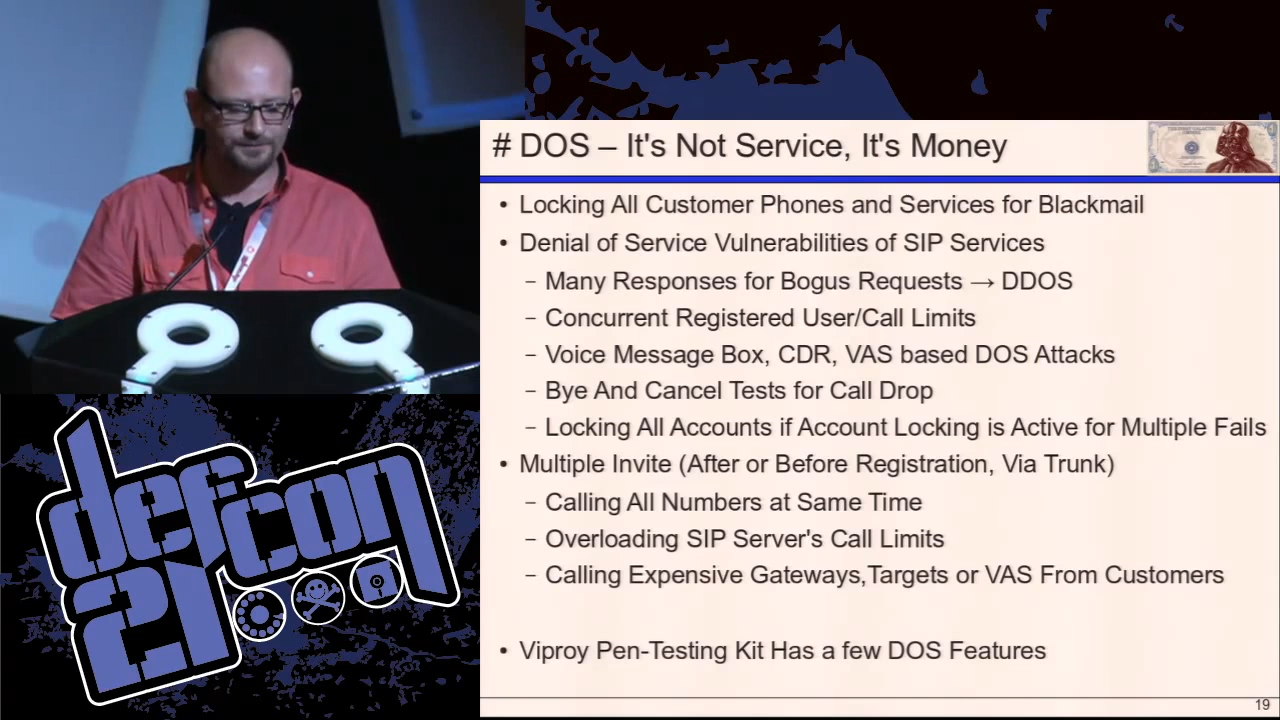 # DOS – It's Not Service, It's Money
• Locking All Customer Phones and Services for Blackmail
• Denial of Service Vulnerabilities of SIP Services
– Many Responses for Bogus Requests → DDOS
– Concurrent Registered User/Call Limits
– Voice Message Box, CDR, VAS based DOS Attacks
– Bye And Cancel Tests for Call Drop
– Locking All Accounts if Account Locking is Active for Multiple Fails
• Multiple Invite (After or Before Registration, Via Trunk)
– Calling All Numbers at Same Time
– Overloading SIP Server's Call Limits
– Calling Expensive Gateways,Targets or VAS From Customers
• Viproy Pen-Testing Kit Has a few DOS Features
19
defcon
21